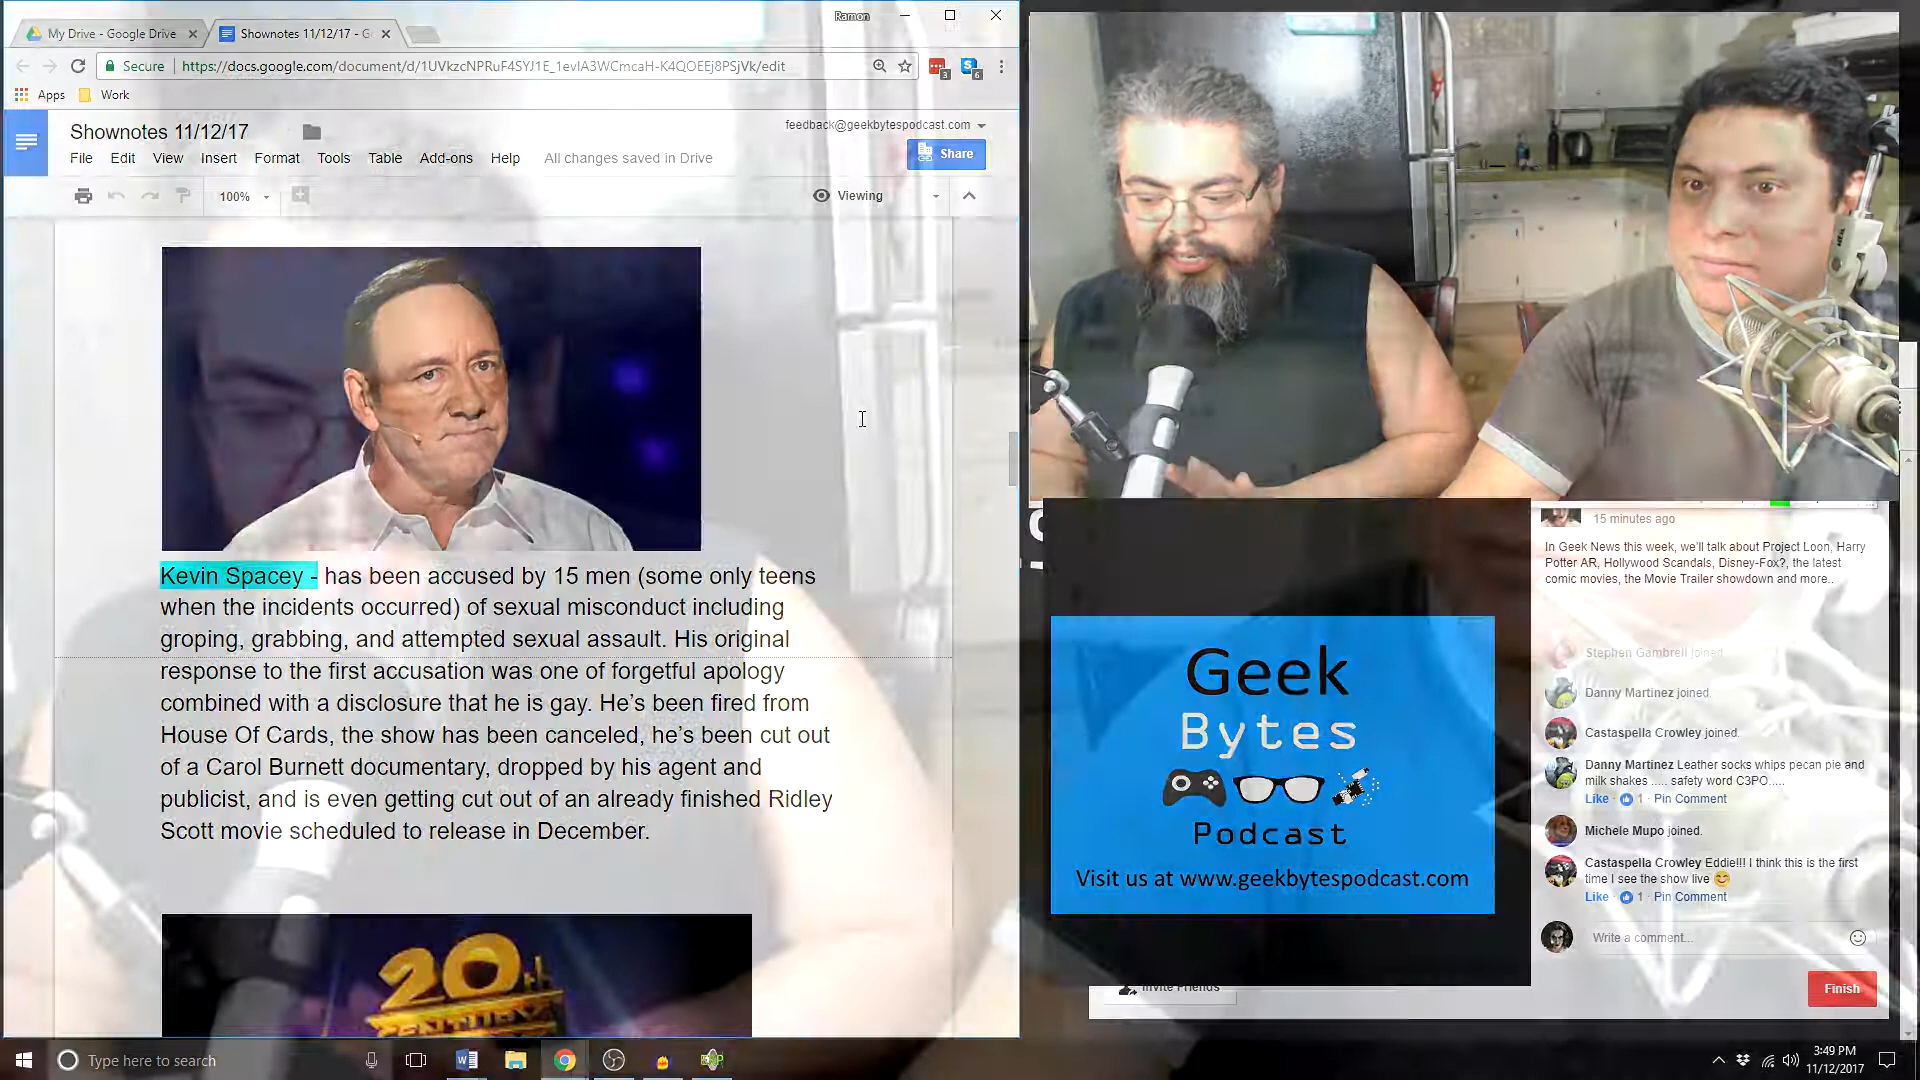 Ramon
My Drive - Google Drive
Shownotes 11/12/17 - G
Secure
https://docs.google.com/document/d/1UVkzcNPRuF4SYJ1E_1evIA3WCmcaH-K4QOEEj8PSjVk/edit
3
6
Apps
Work
Shownotes 11/12/17
feedback@geekbytespodcast.com
File Edit View Insert Format Tools Table Add-ons Help All changes saved in Drive
Share
100%
Viewing
Kevin Spacey - has been accused by 15 men (some only teens
when the incidents occurred) of sexual misconduct including
groping, grabbing, and attempted sexual assault. His original
response to the first accusation was one of forgetful apology
combined with a disclosure that he is gay. He’s been fired from
House Of Cards, the show has been canceled, he’s been cut out
of a Carol Burnett documentary, dropped by his agent and
publicist, and is even getting cut out of an already finished Ridley
Scott movie scheduled to release in December.
20th
CENTURY
15 minutes ago
In Geek News this week, we'll talk about Project Loon, Harry
Potter AR, Hollywood Scandals, Disney-Fox?, the latest
comic movies, the Movie Trailer showdown and more..
Stephen Gambrell joined.
Danny Martinez joined.
Castaspella Crowley joined.
Danny Martinez Leather socks whips pecan pie and
milk shakes ..... safety word C3PO.....
Like · 1 · Pin Comment
Michele Mupo joined.
Castaspella Crowley Eddie!!! I think this is the first
time I see the show live
Like · 1 · Pin Comment
Write a comment...
Finish
Geek
Bytes
Podcast
Visit us at www.geekbytespodcast.com
Invite Friends
Type here to search
3:49 PM
11/12/2017